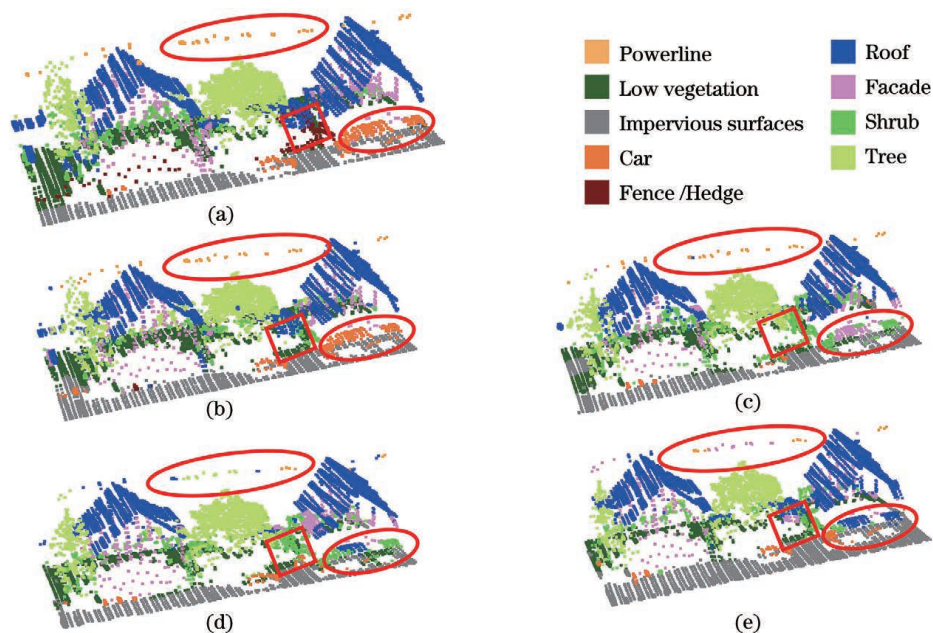 Powerline
Low vegetation
Impervious surfaces
Car
Fence /Hedge
Roof
Facade
Shrub
Tree
(a)
(b)
(c)
(d)
(e)